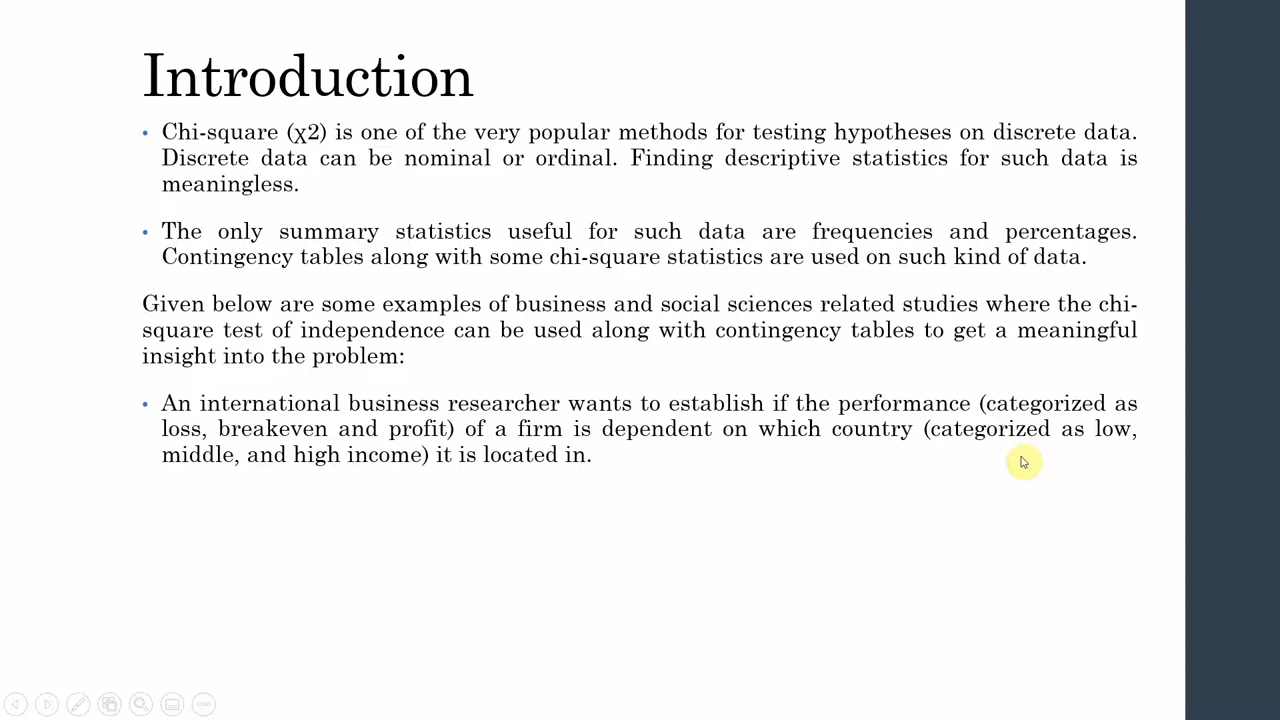 Introduction
• Chi-square (χ2) is one of the very popular methods for testing hypotheses on discrete data.
Discrete data can be nominal or ordinal. Finding descriptive statistics for such data is
meaningless.
• The only summary statistics useful for such data are frequencies and percentages.
Contingency tables along with some chi-square statistics are used on such kind of data.
Given below are some examples of business and social sciences related studies where the chi-
square test of independence can be used along with contingency tables to get a meaningful
insight into the problem:
• An international business researcher wants to establish if the performance (categorized as
loss, breakeven and profit) of a firm is dependent on which country (categorized as low,
middle, and high income) it is located in.